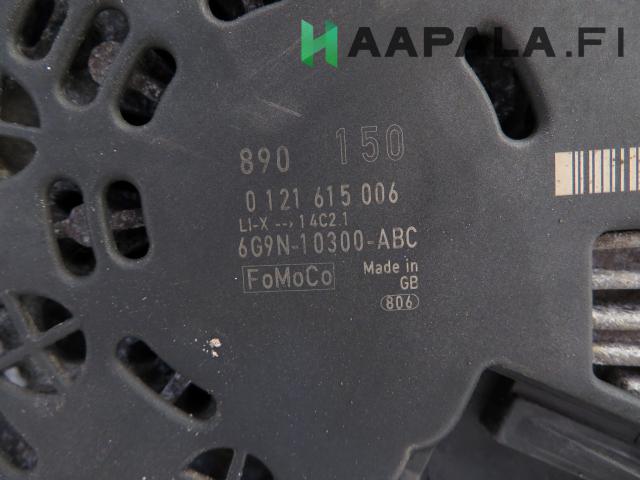 HAAPALA.FI
890 150
0 121 615 006
LI-X --, 14C2.1
6G9N-10300-ABC
FoMoCo Made in
GB
806